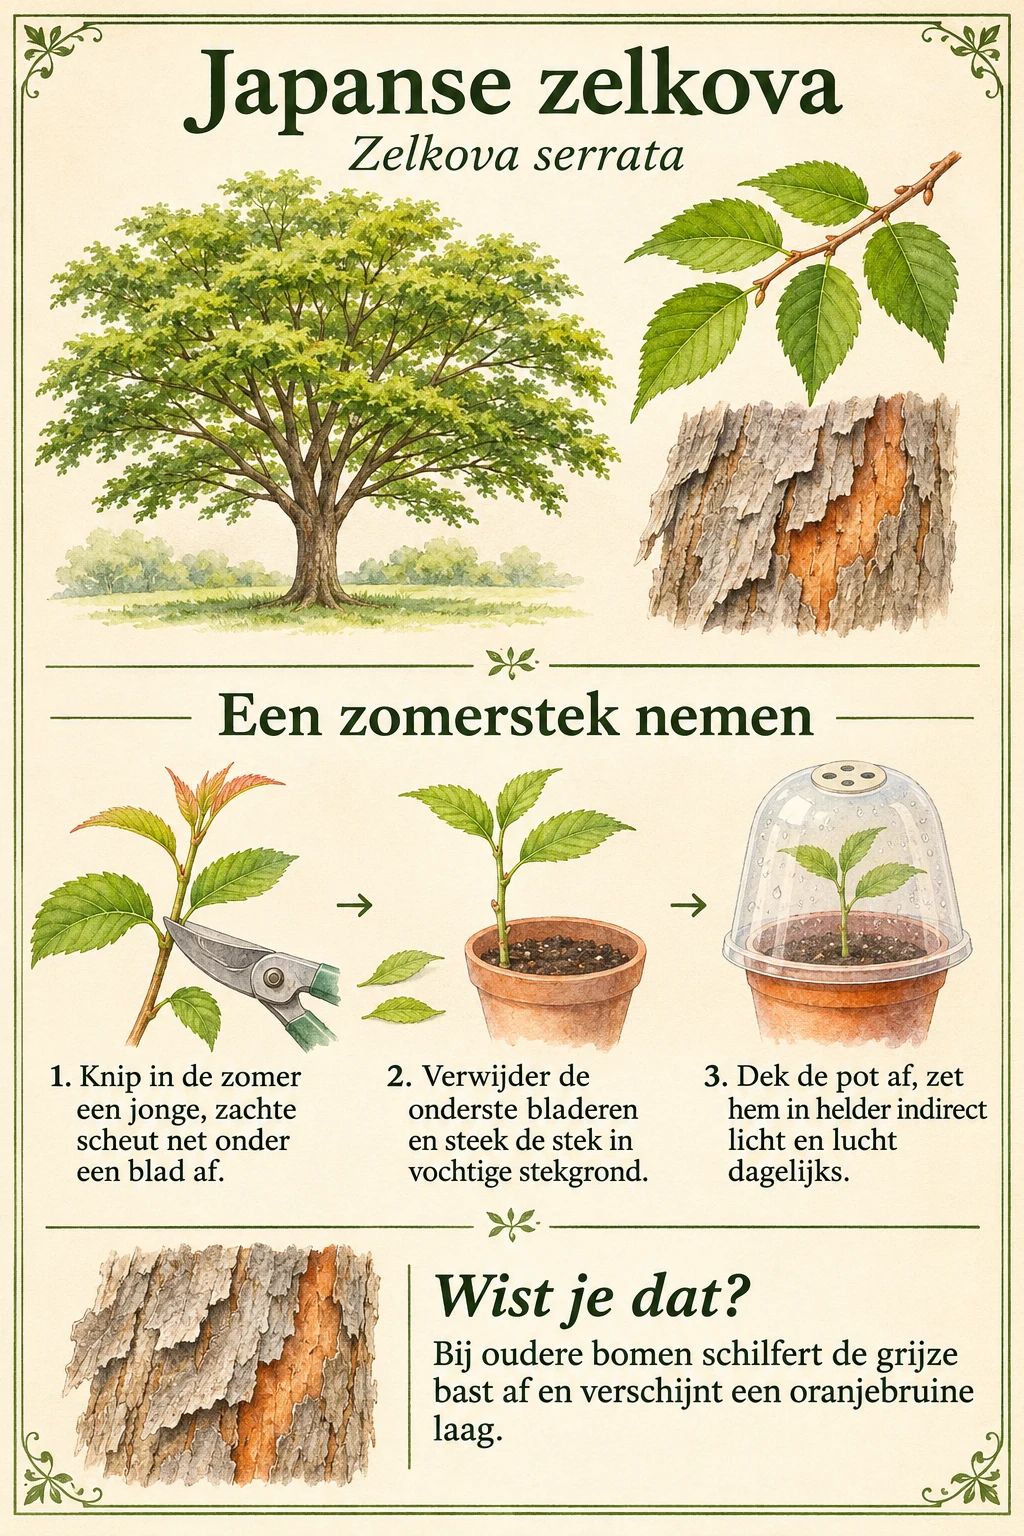 Japanse zelkova
Zelkova serrata
Een zomerstek nemen
1. Knip in de zomer
een jonge, zachte
scheut net onder
een blad af.
2. Verwijder de
onderste bladeren
en steek de stek in
vochtige stekgrond.
3. Dek de pot af, zet
hem in helder indirect
licht en lucht
dagelijks.
Wist je dat?
Bij oudere bomen schilfert de grijze
bast af en verschijnt een oranjebruine
laag.